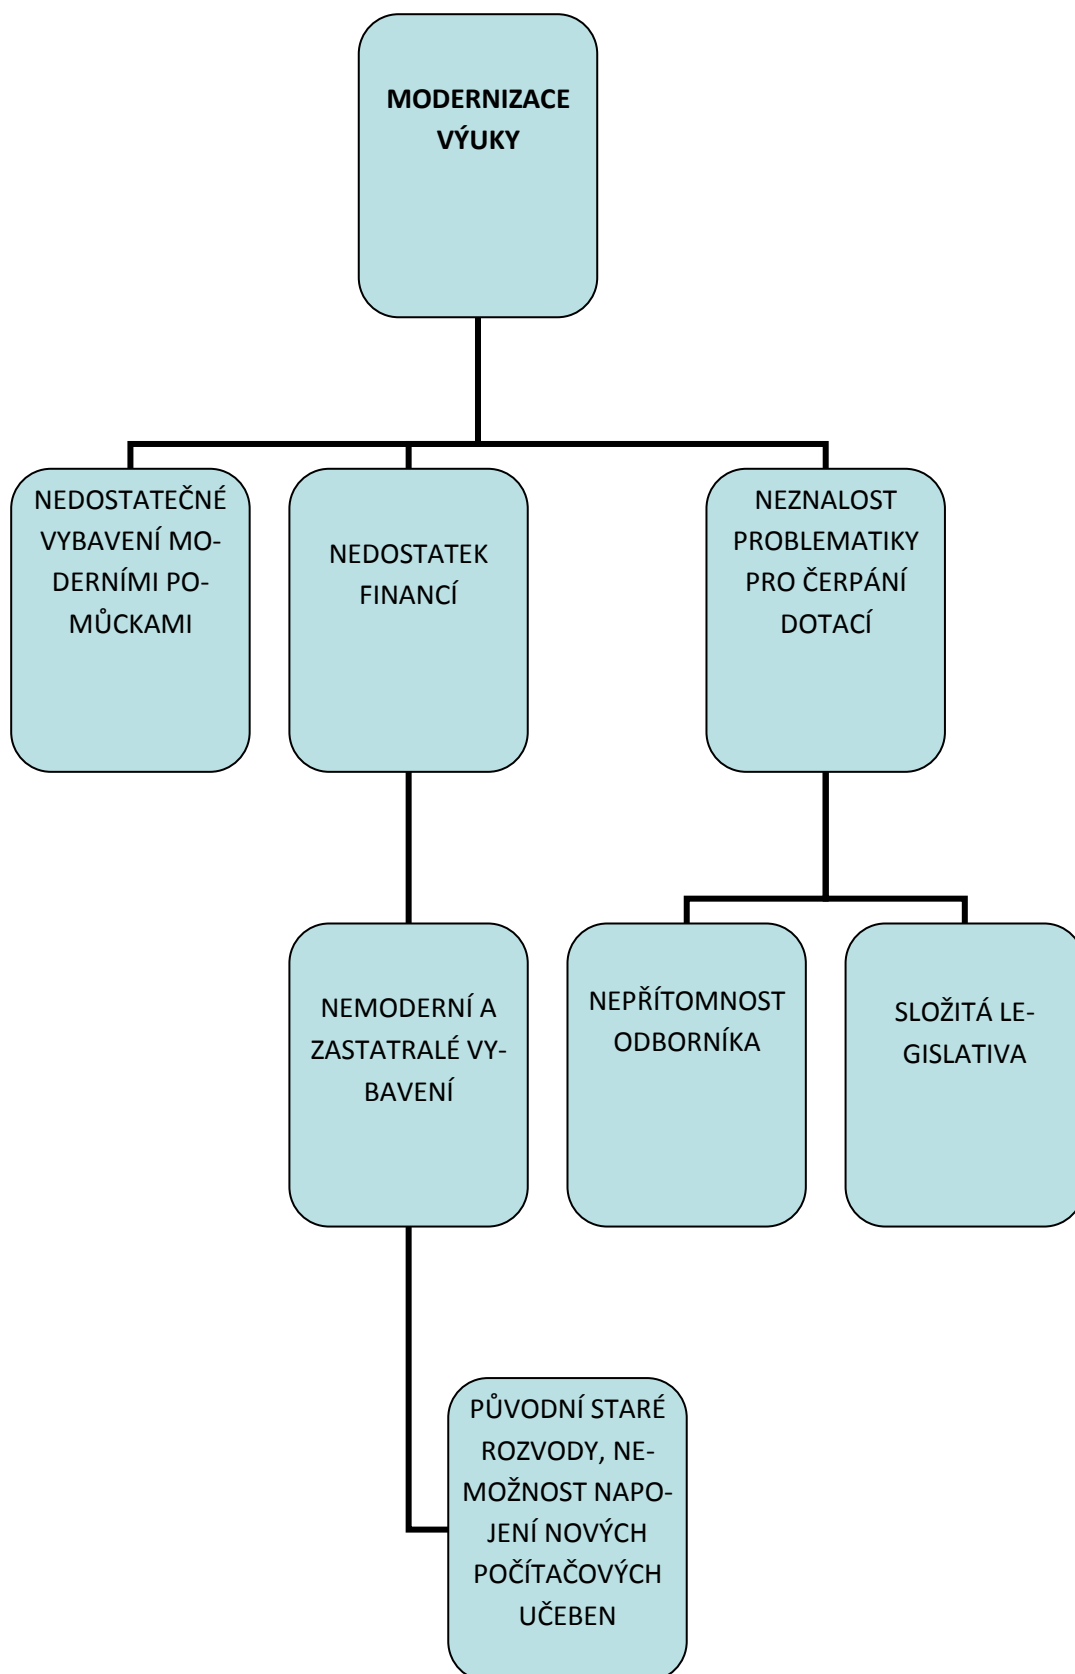 MODERNIZACE
VÝUKY
NEDOSTATEČNÉ
VYBAVENÍ MO-
DERNÍMI PO-
MŮCKAMI
NEDOSTATEK
FINANCÍ
NEZNALOST
PROBLEMATIKY
PRO ČERPÁNÍ
DOTACÍ
NEMODERNÍ A
ZASTATRALÉ VY-
BAVENÍ
NEPŘÍTOMNOST
ODBORNÍKA
SLOŽITÁ LE-
GISLATIVA
PŮVODNÍ STARÉ
ROZVODY, NE-
MOŽNOST NAPO-
JENÍ NOVÝCH
POČÍTAČOVÝCH
UČEBEN